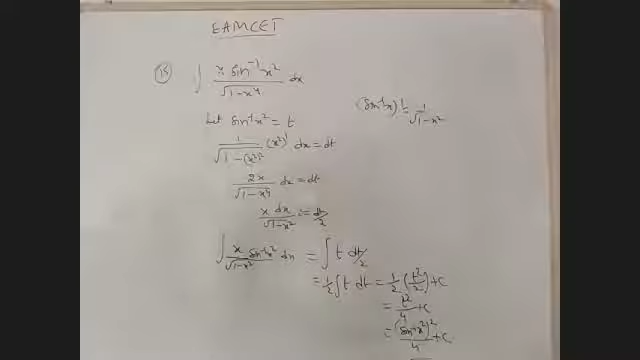 EAMCET
15) ∫ x sin⁻¹x² / √(1-x⁴) dx
Let sin⁻¹x² = t
(sin⁻¹x)' = 1/√(1-x²)
1/√(1-(x²)²) (x²)' dx = dt
2x/√(1-x⁴) dx = dt
x dx/√(1-x²) = dt/2
∫ x/√(1-x²) sin⁻¹x² dx = ∫ t dt/2
= 1/2 ∫ t dt = 1/2 (t²/2) + C
= t²/4 + C
= (sin⁻¹x²)²/4 + C